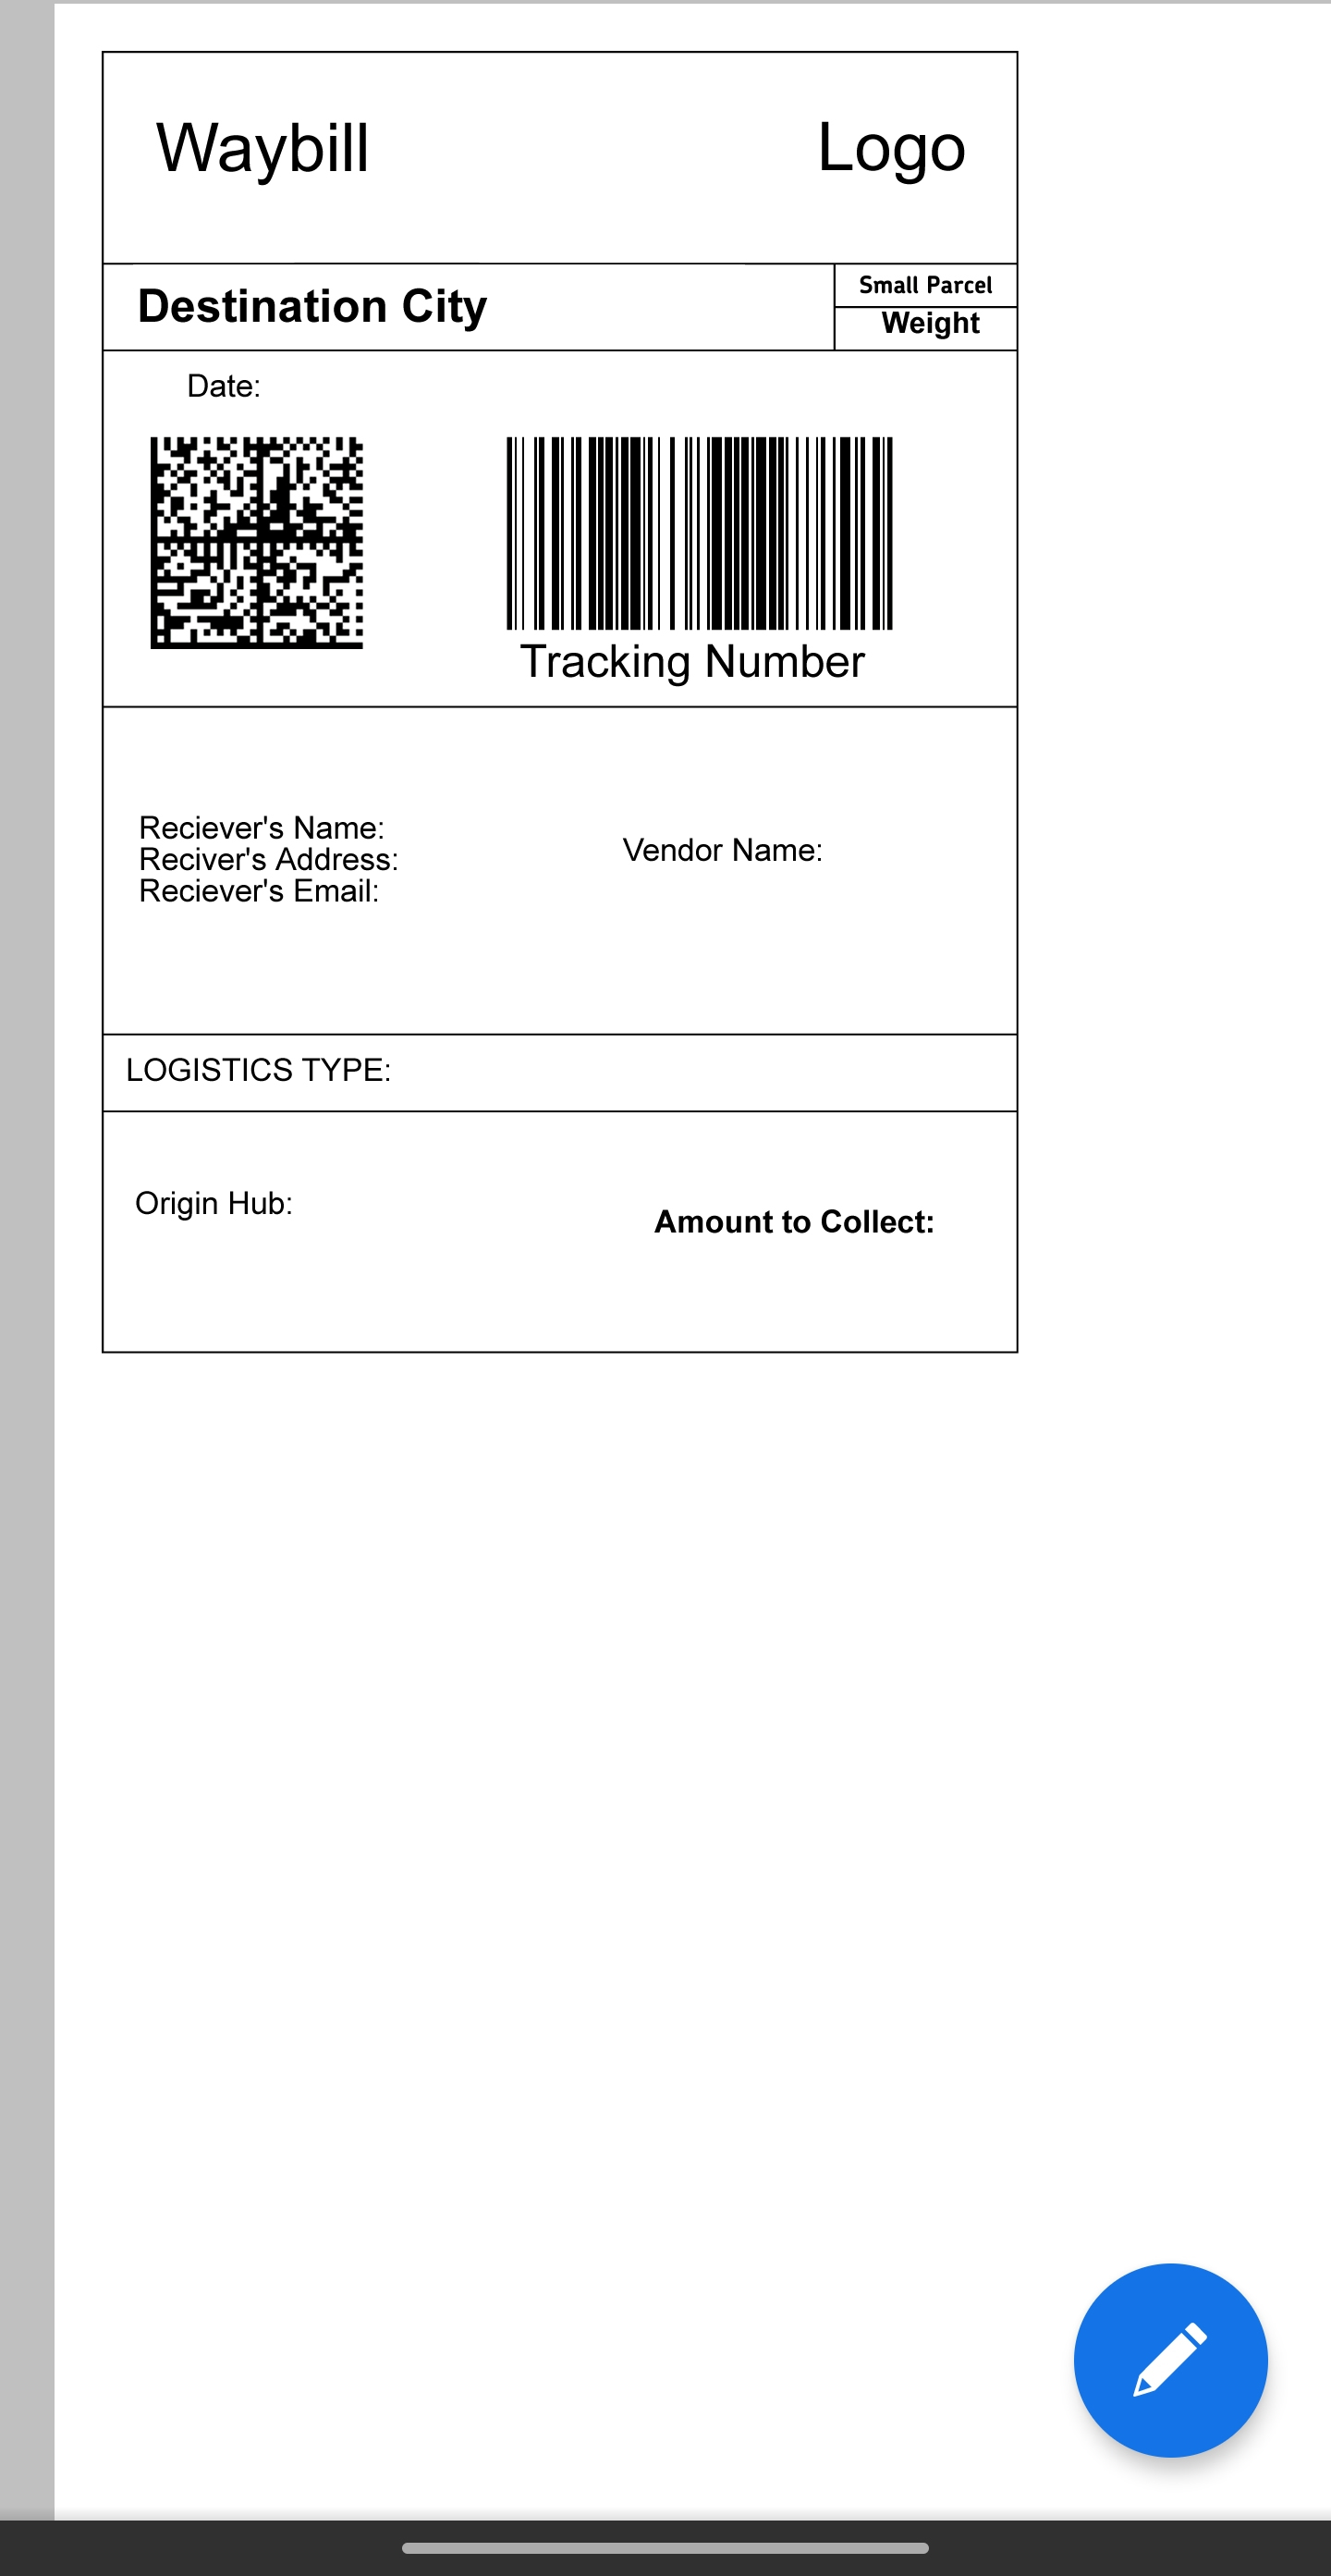 Waybill
Logo
Destination City
Small Parcel
Weight
Date:
Tracking Number
Reciever's Name:
Reciver's Address:
Reciever's Email:
Vendor Name:
LOGISTICS TYPE:
Origin Hub:
Amount to Collect: